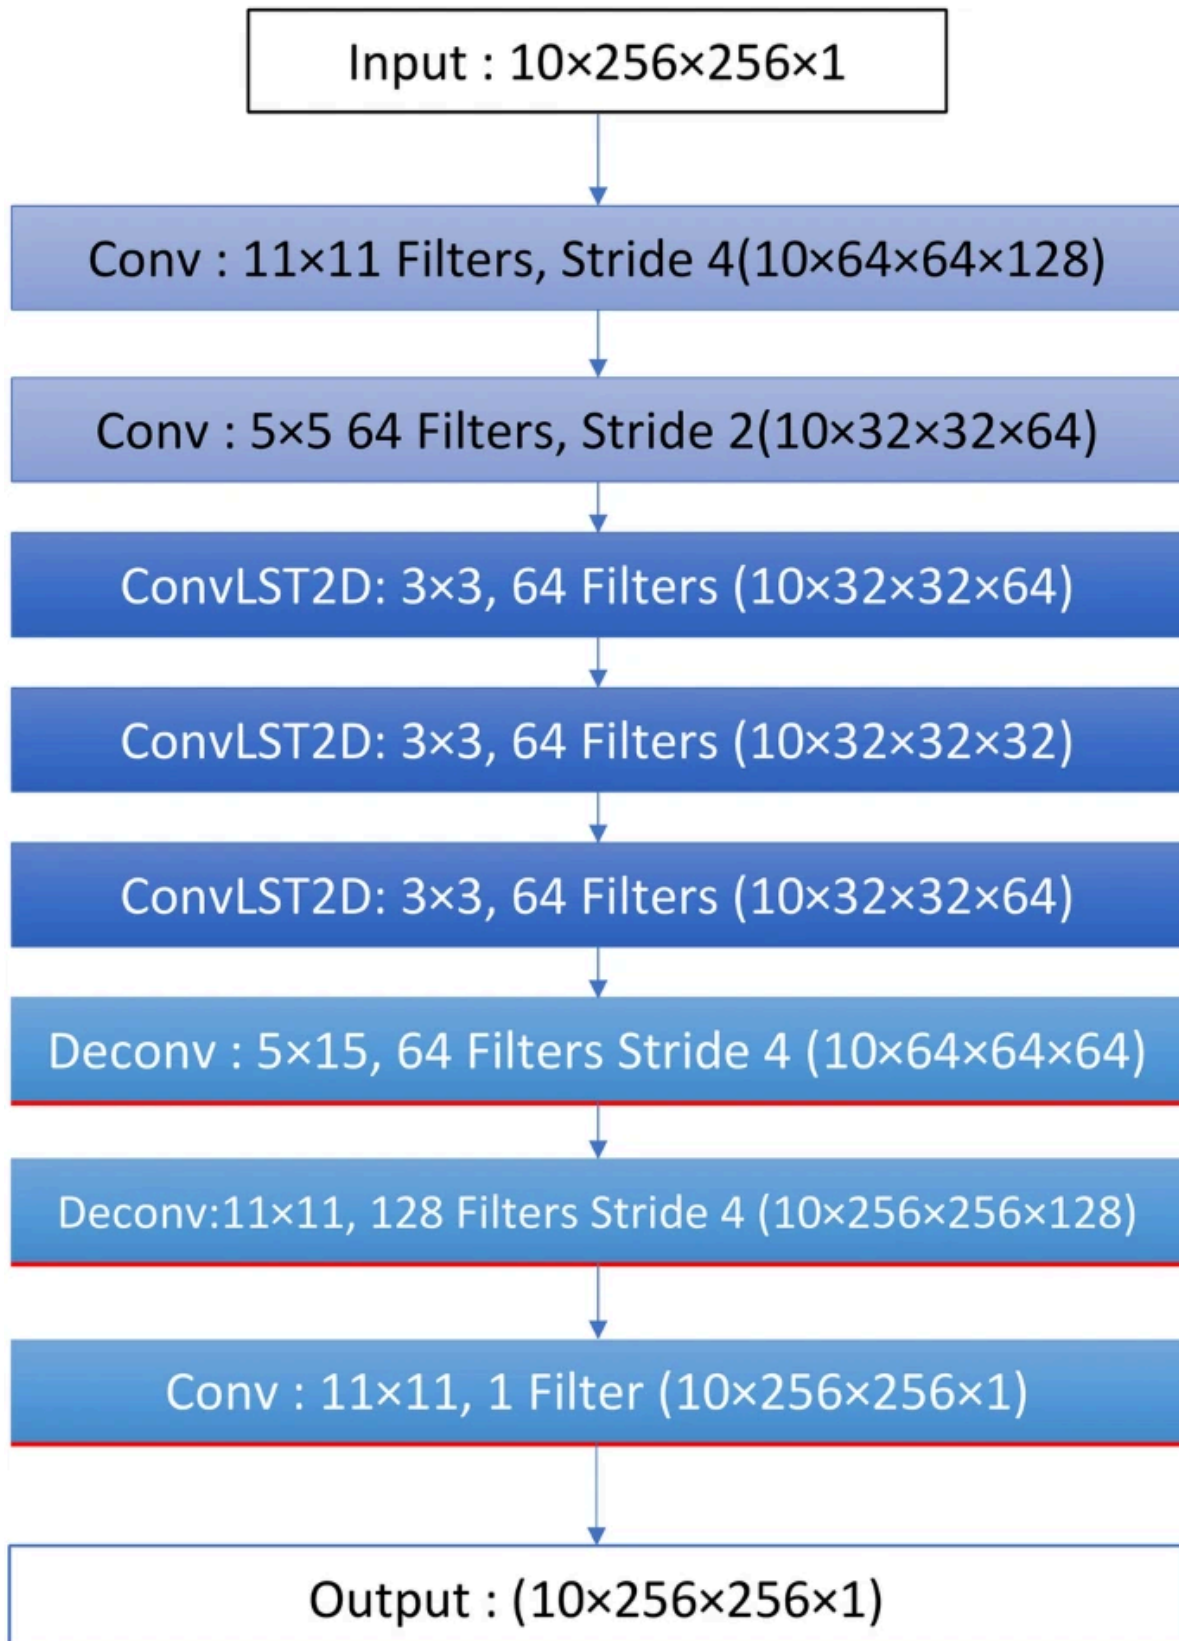 Input : 10×256×256×1
Conv : 11×11 Filters, Stride 4(10×64×64×128)
Conv : 5×5 64 Filters, Stride 2(10×32×32×64)
ConvLST2D: 3×3, 64 Filters (10×32×32×64)
ConvLST2D: 3×3, 64 Filters (10×32×32×32)
ConvLST2D: 3×3, 64 Filters (10×32×32×64)
Deconv : 5×15, 64 Filters Stride 4 (10×64×64×64)
Deconv:11×11, 128 Filters Stride 4 (10×256×256×128)
Conv : 11×11, 1 Filter (10×256×256×1)
Output : (10×256×256×1)